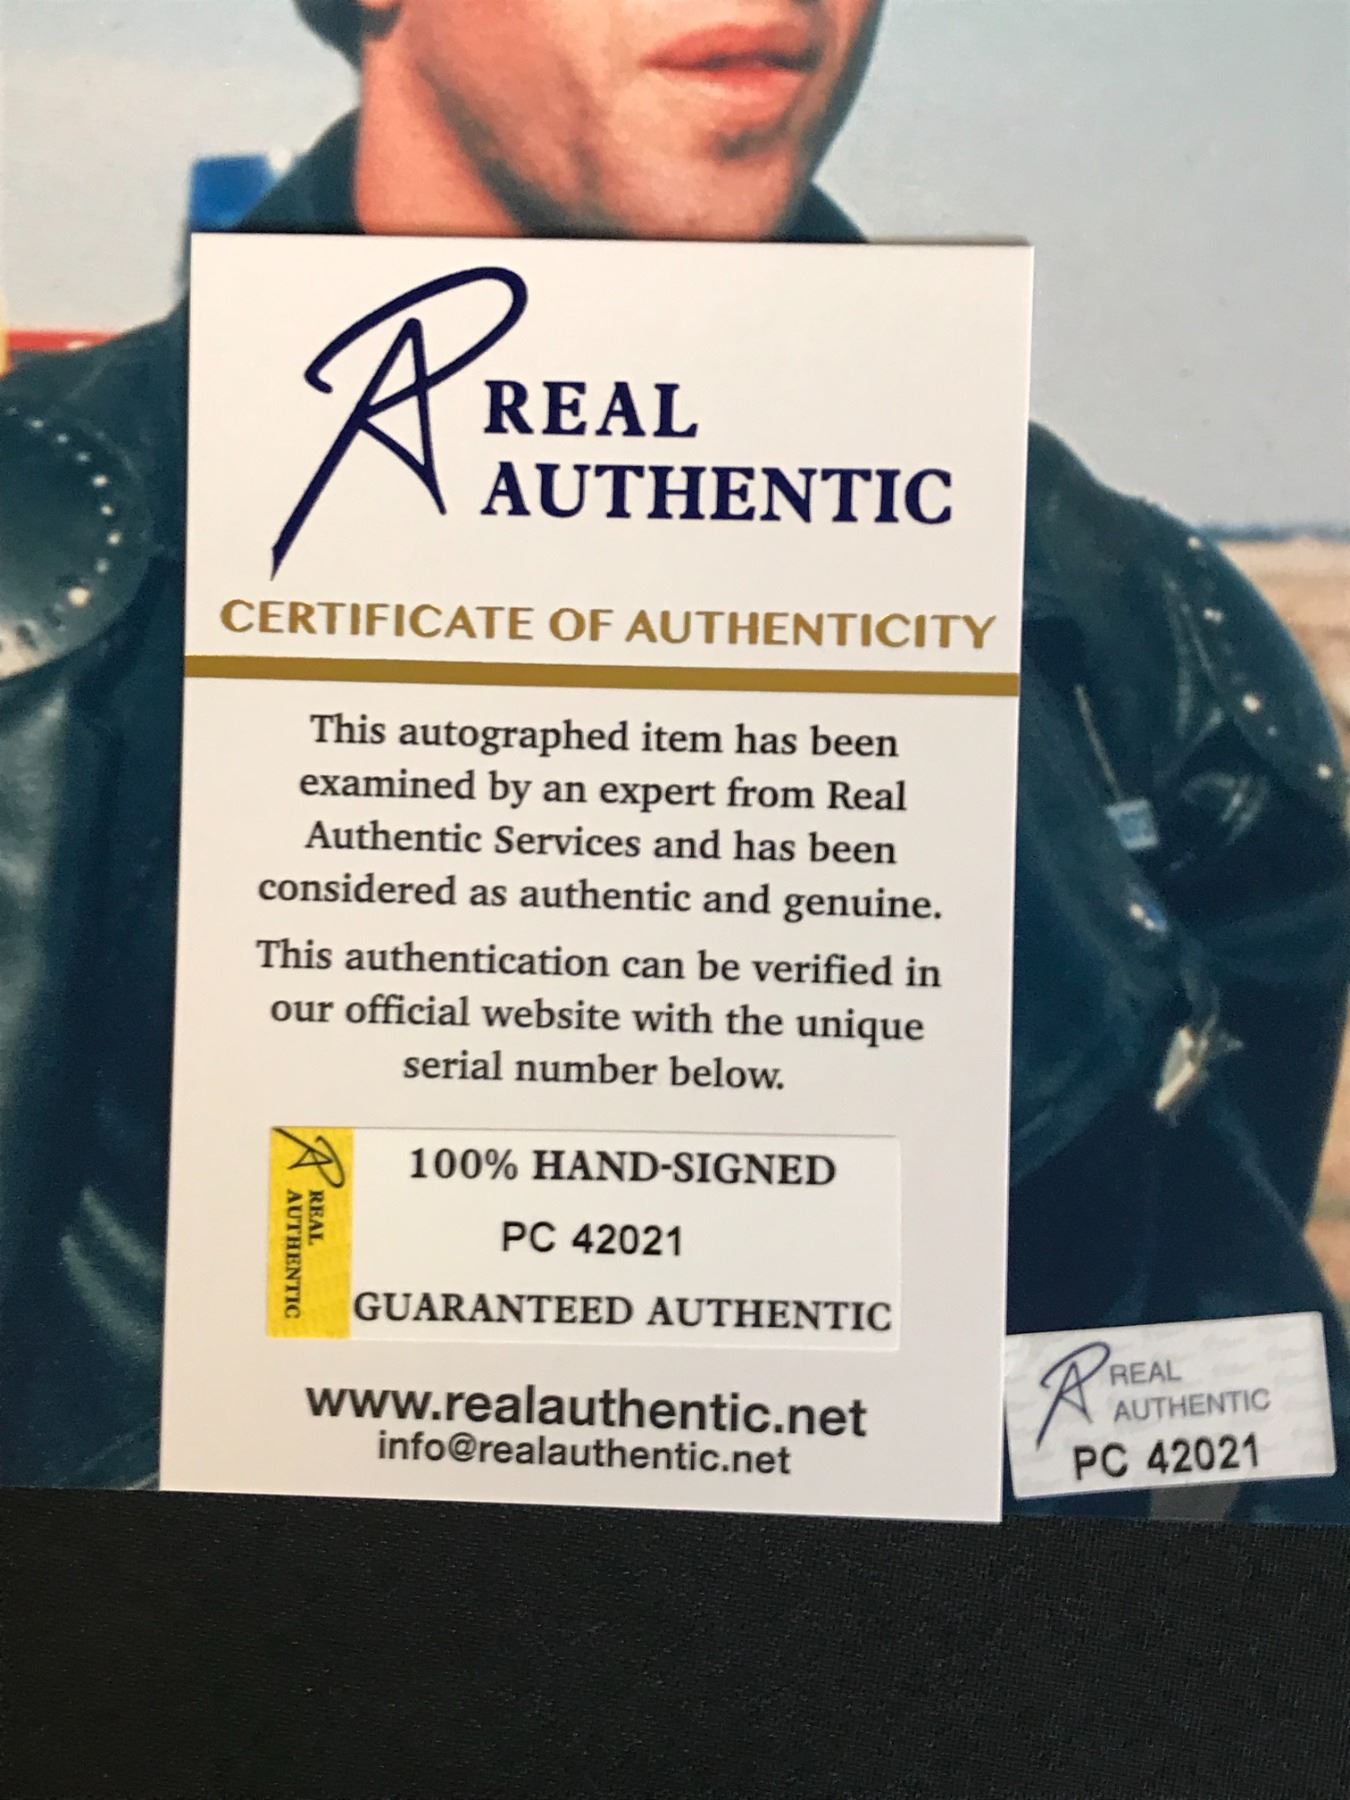 REAL
AUTHENTIC
CERTIFICATE OF AUTHENTICITY
This autographed item has been
examined by an expert from Real
Authentic Services and has been
considered as authentic and genuine.
This authentication can be verified in
our official website with the unique
serial number below.
REAL
AUTHENTIC
100% HAND-SIGNED
PC 42021
GUARANTEED AUTHENTIC
www.realauthentic.net
info@realauthentic.net
REAL
AUTHENTIC
PC 42021